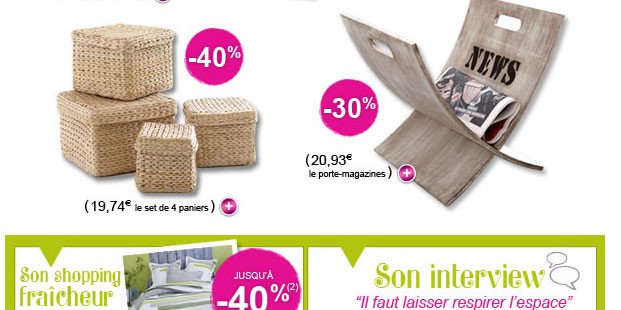 -40%
-30%
NEWS
(20,93€
le porte-magazines)
(19,74€ le set de 4 paniers)
Son shopping
fraîcheur
JUSQU'À
-40%(2)
Son interview
"Il faut laisser respirer l'espace"